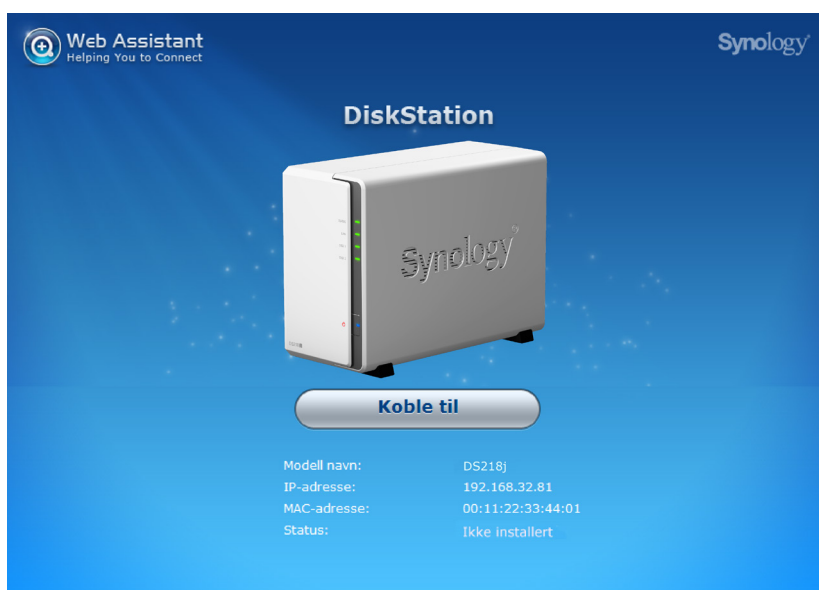 Web Assistant
Helping You to Connect
Synology
DiskStation
Synology
Koble til
Modell navn: DS218j
IP-adresse: 192.168.32.81
MAC-adresse: 00:11:22:33:44:01
Status: Ikke installert